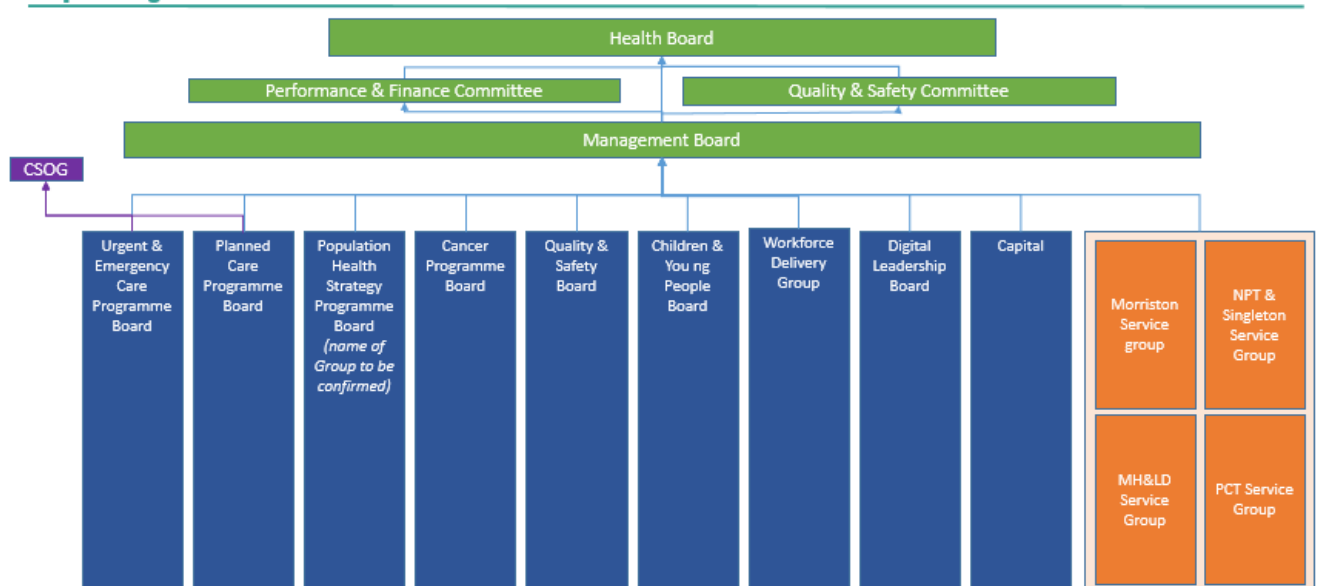 Health Board
Performance & Finance Committee
Quality & Safety Committee
Management Board
CSOG
Urgent &
Emergency
Care
Programme
Board
Planned
Care
Programme
Board
Population
Health
Strategy
Programme
Board
(name of
Group to be
confirmed)
Cancer
Programme
Board
Quality &
Safety
Board
Children &
You ng
People
Board
Workforce
Delivery
Group
Digital
Leadership
Board
Capital
Morriston
Service
group
NPT &
Singleton
Service
Group
MH&LD
Service
Group
PCT Service
Group